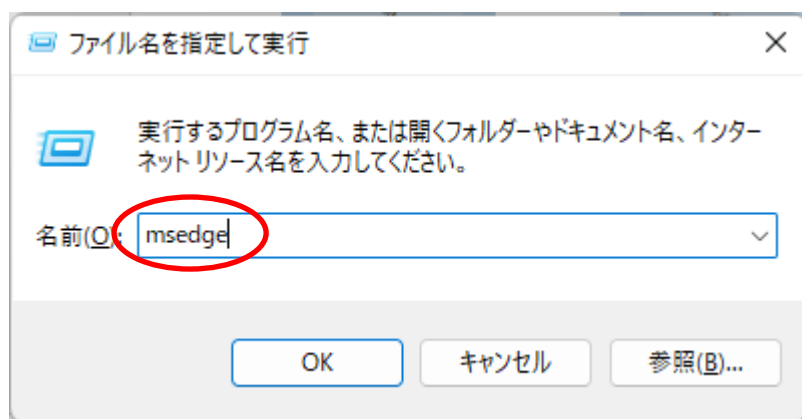 ファイル名を指定して実行
実行するプログラム名、または開くフォルダーやドキュメント名、インター
ネット リソース名を入力してください。
名前(O): msedge
OK キャンセル 参照(B)...